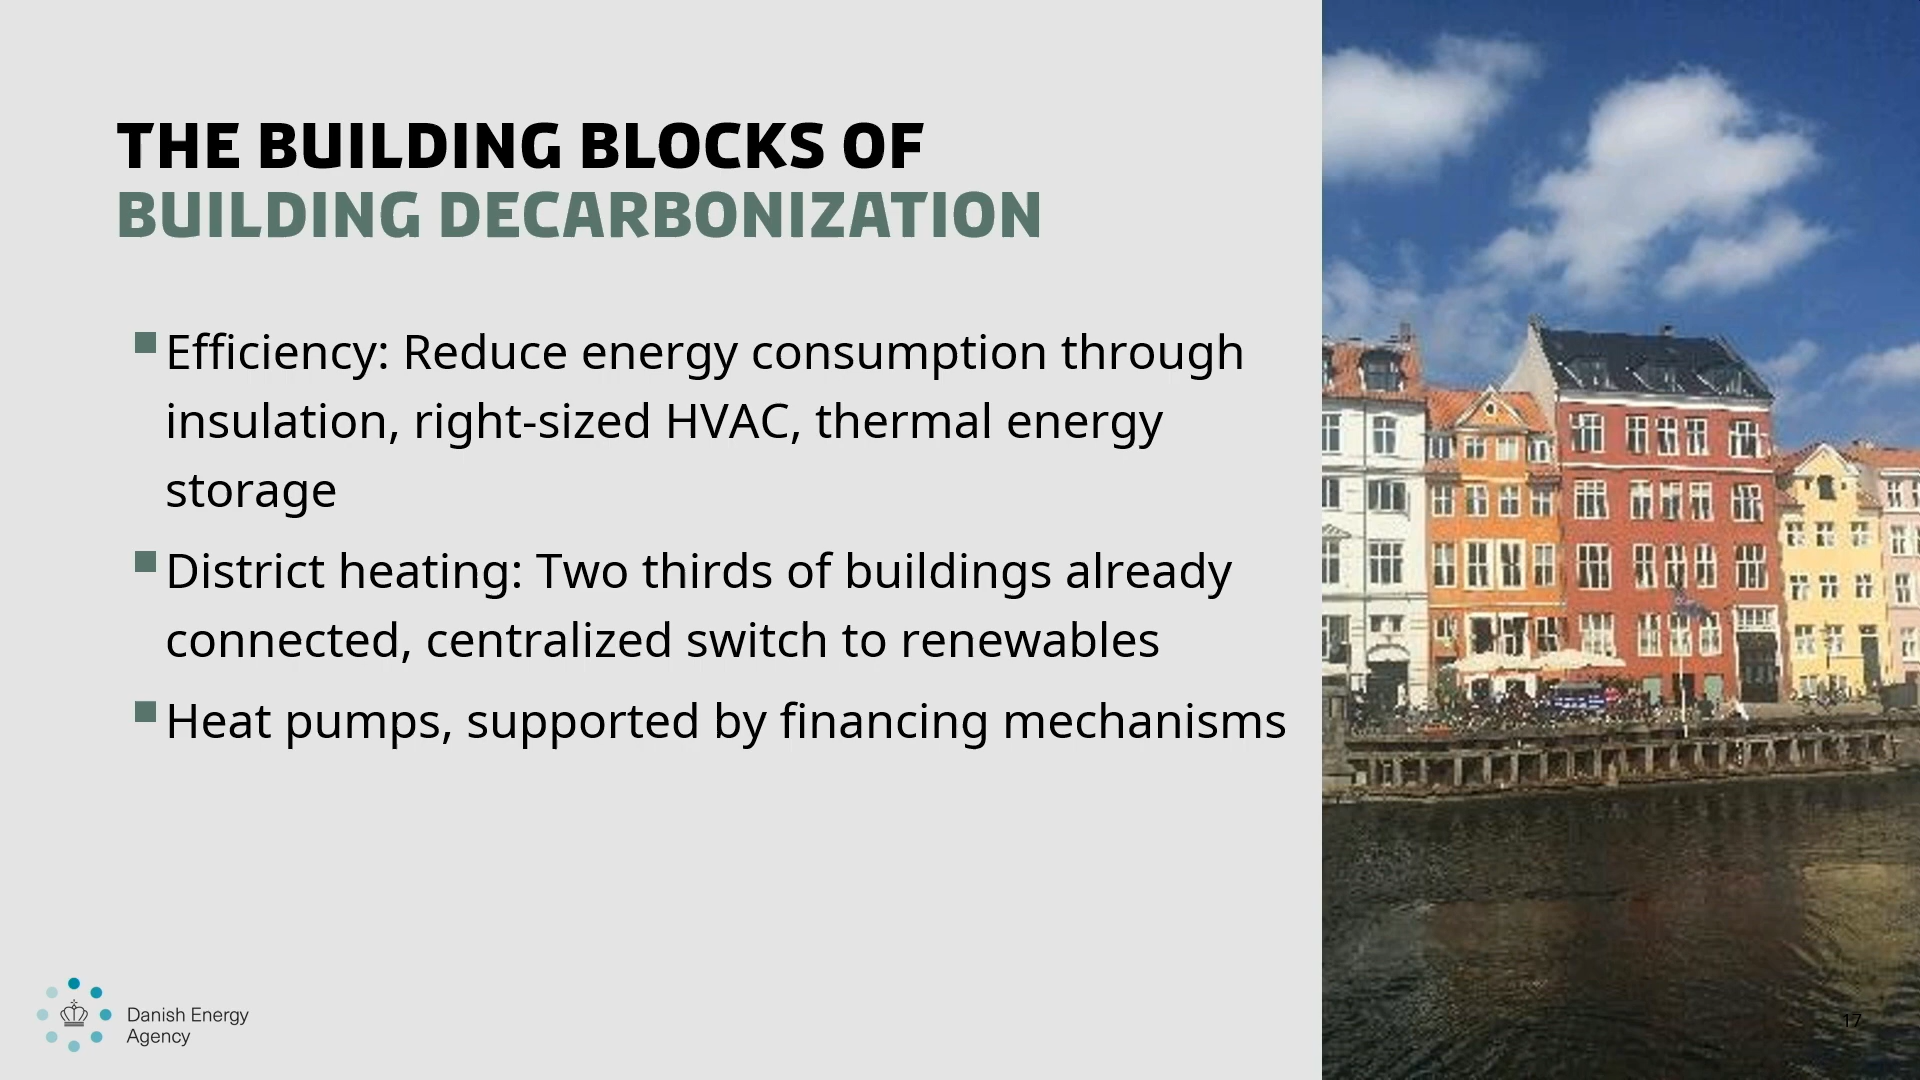 THE BUILDING BLOCKS OF
BUILDING DECARBONIZATION
Efficiency: Reduce energy consumption through
insulation, right-sized HVAC, thermal energy
storage
District heating: Two thirds of buildings already
connected, centralized switch to renewables
Heat pumps, supported by financing mechanisms
Danish Energy
Agency
17